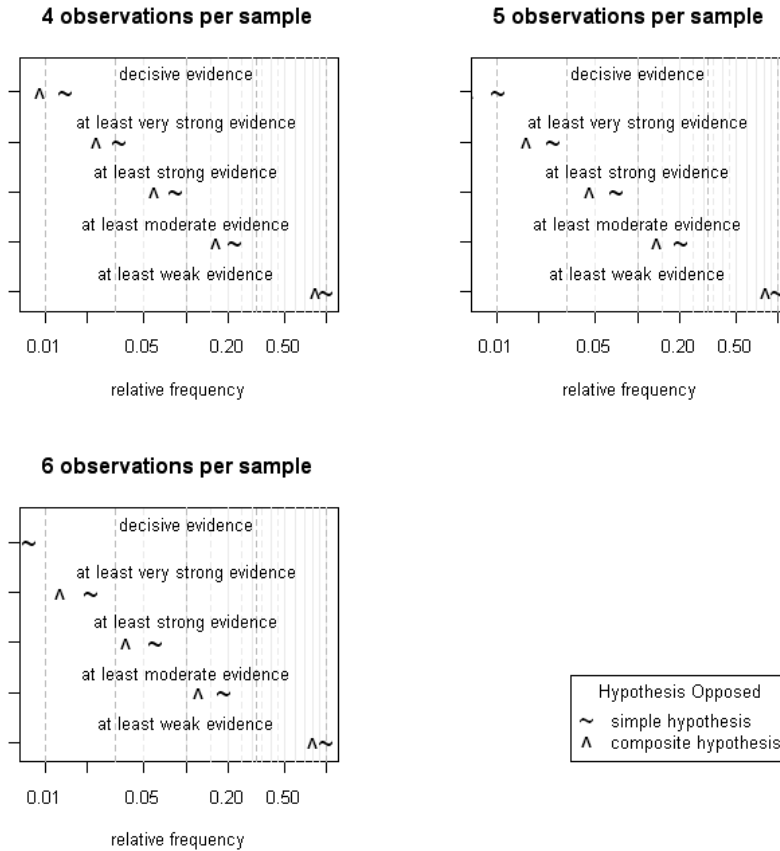 4 observations per sample
decisive evidence
at least very strong evidence
at least strong evidence
at least moderate evidence
at least weak evidence
0.01 0.05 0.20 0.50
relative frequency
5 observations per sample
decisive evidence
at least very strong evidence
at least strong evidence
at least moderate evidence
at least weak evidence
0.01 0.05 0.20 0.50
relative frequency
6 observations per sample
decisive evidence
at least very strong evidence
at least strong evidence
at least moderate evidence
at least weak evidence
0.01 0.05 0.20 0.50
relative frequency
Hypothesis Opposed
~ simple hypothesis
^ composite hypothesis